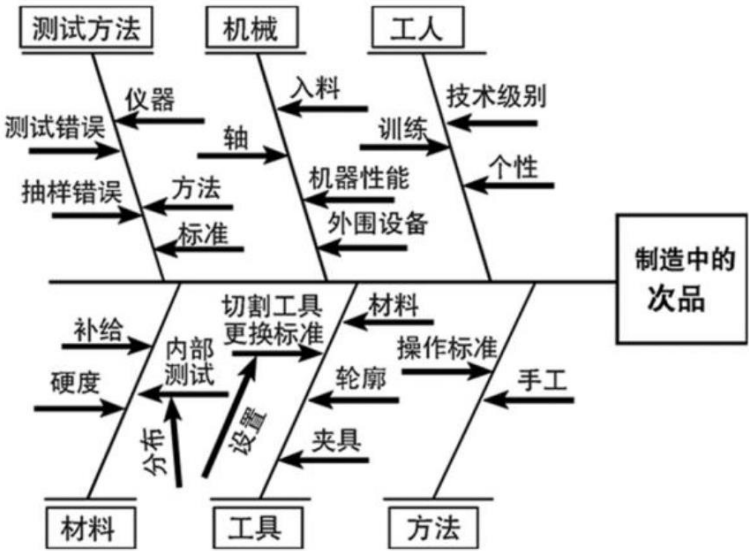 测试方法
机械
工人
仪器
测试错误
抽样错误
方法
标准
入料
轴
机器性能
外围设备
技术级别
训练
个性
制造中的
次品
补给
硬度
内部
测试
分布
切割工具
更换标准
设置
材料
轮廓
夹具
操作标准
手工
材料
工具
方法